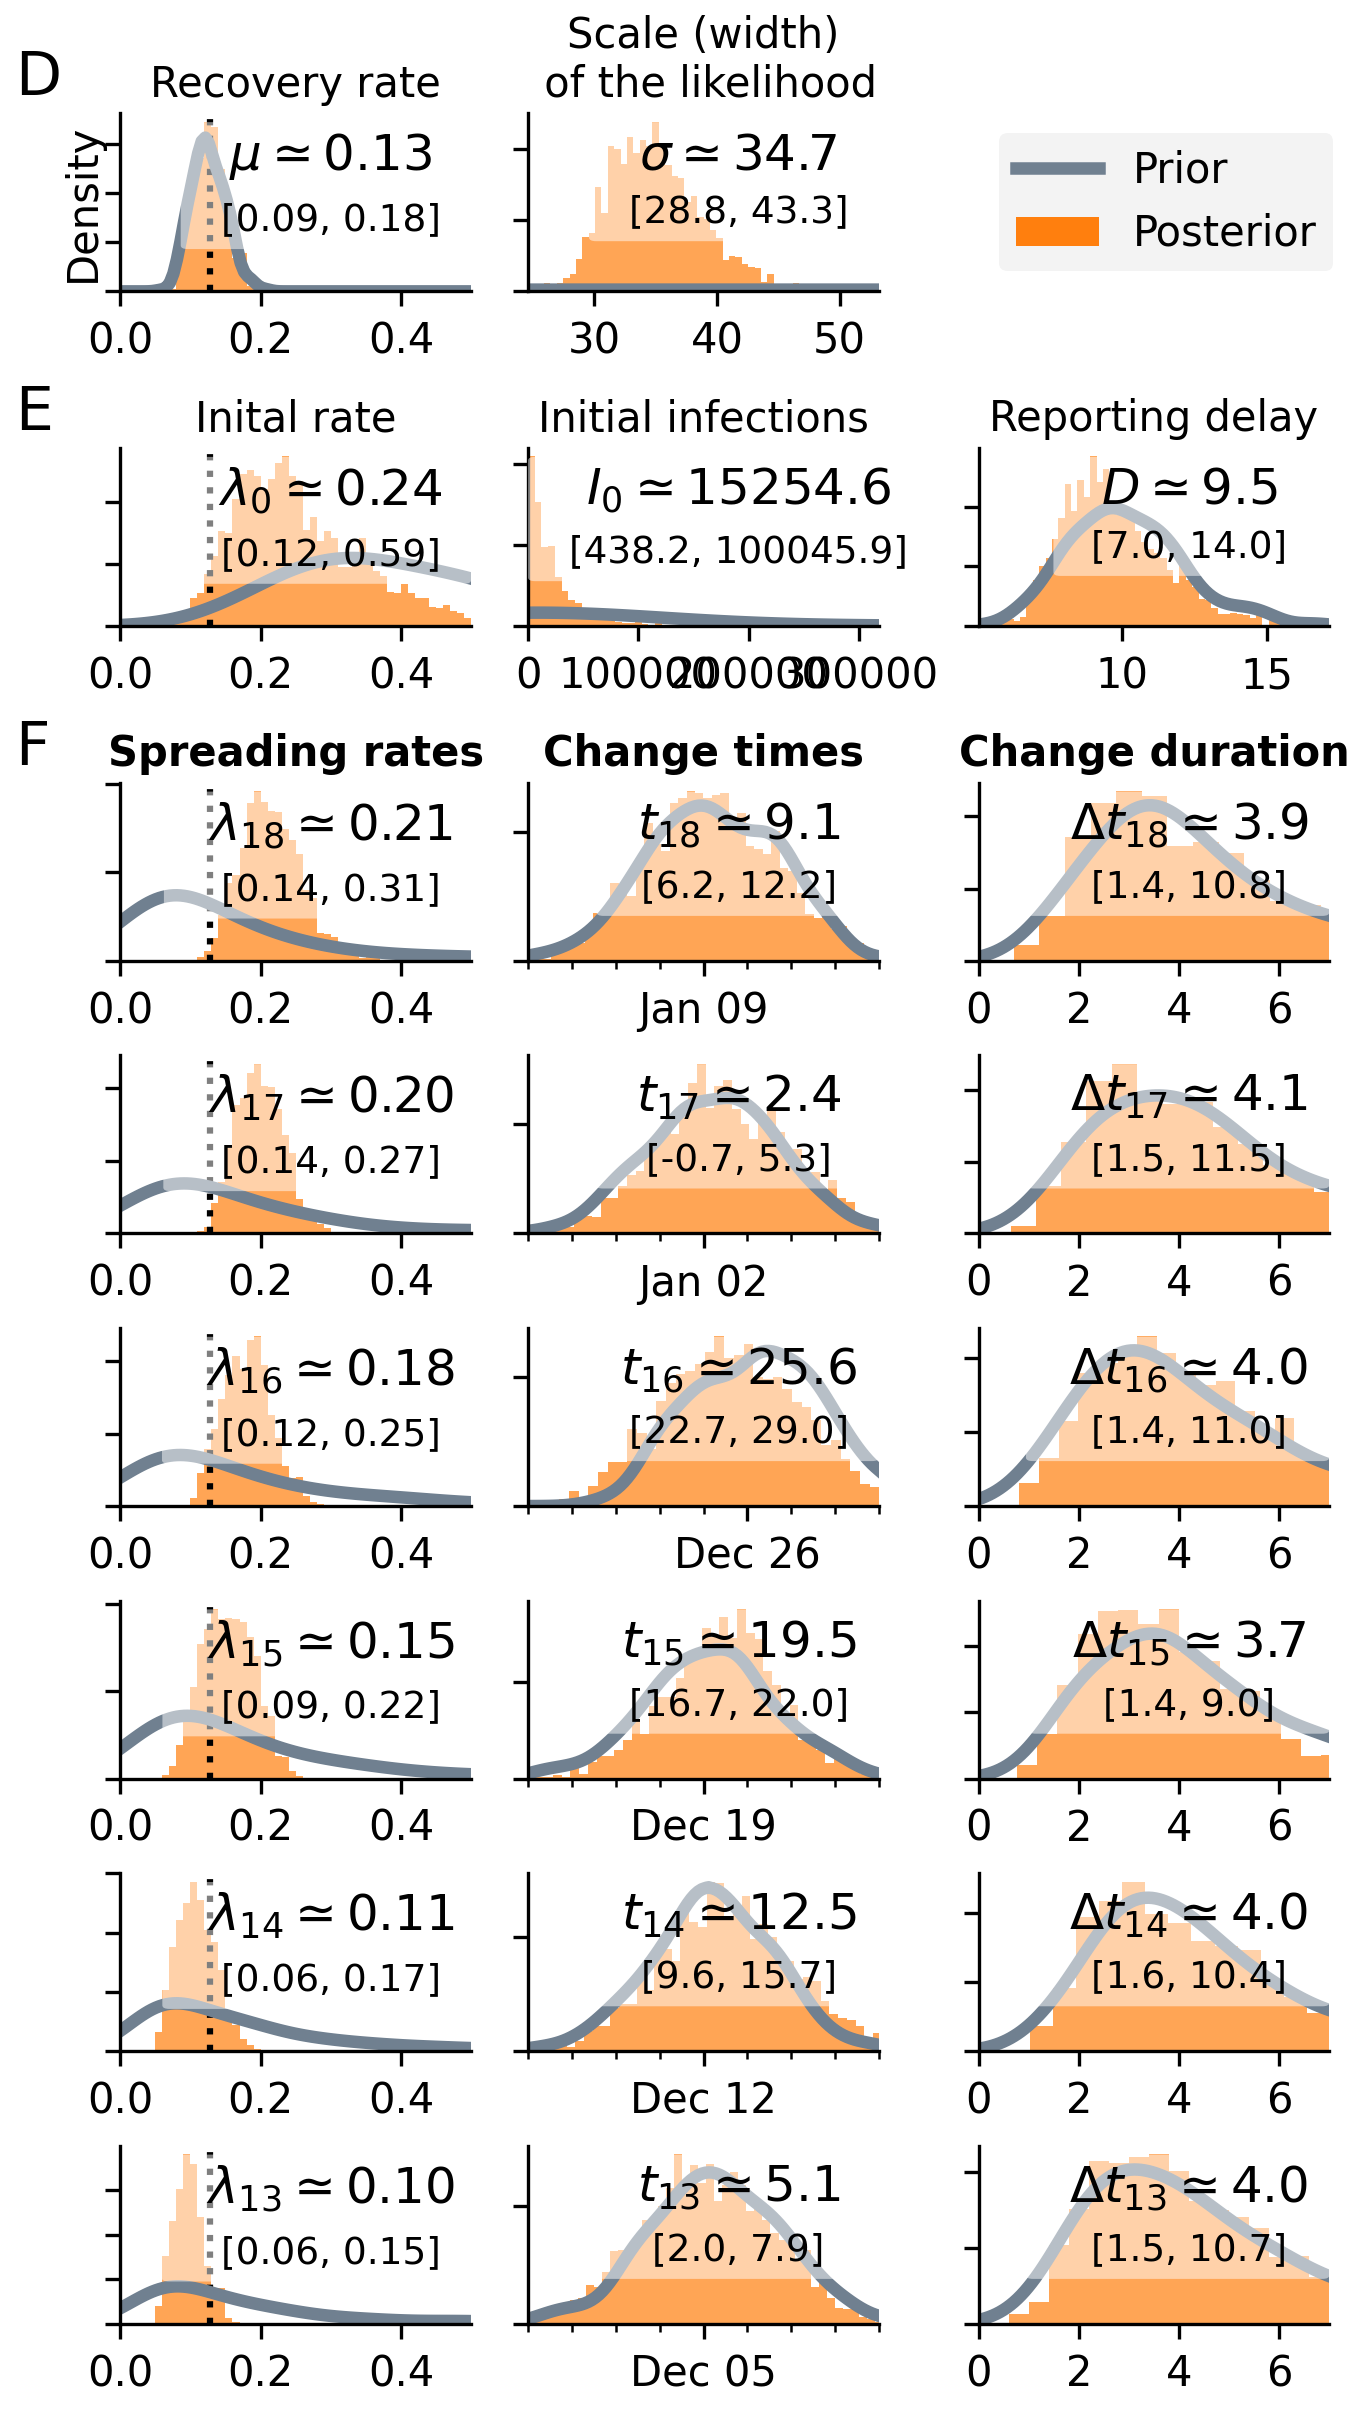 D
Recovery rate
Scale (width)
of the likelihood
Density
μ ≃ 0.13
[0.09, 0.18]
σ ≃ 34.7
[28.8, 43.3]
Prior
Posterior
0.0 0.2 0.4
30 40 50
E
Inital rate
Initial infections
Reporting delay
λ0 ≃ 0.24
[0.12, 0.59]
I0 ≃ 15254.6
[438.2, 100045.9]
D ≃ 9.5
[7.0, 14.0]
0.0 0.2 0.4
0 100000 200000 300000
10 15
F
Spreading rates
Change times
Change duration
λ18 ≃ 0.21
[0.14, 0.31]
t18 ≃ 9.1
[6.2, 12.2]
Δt18 ≃ 3.9
[1.4, 10.8]
0.0 0.2 0.4
Jan 09
0 2 4 6
λ17 ≃ 0.20
[0.14, 0.27]
t17 ≃ 2.4
[-0.7, 5.3]
Δt17 ≃ 4.1
[1.5, 11.5]
0.0 0.2 0.4
Jan 02
0 2 4 6
λ16 ≃ 0.18
[0.12, 0.25]
t16 ≃ 25.6
[22.7, 29.0]
Δt16 ≃ 4.0
[1.4, 11.0]
0.0 0.2 0.4
Dec 26
0 2 4 6
λ15 ≃ 0.15
[0.09, 0.22]
t15 ≃ 19.5
[16.7, 22.0]
Δt15 ≃ 3.7
[1.4, 9.0]
0.0 0.2 0.4
Dec 19
0 2 4 6
λ14 ≃ 0.11
[0.06, 0.17]
t14 ≃ 12.5
[9.6, 15.7]
Δt14 ≃ 4.0
[1.6, 10.4]
0.0 0.2 0.4
Dec 12
0 2 4 6
λ13 ≃ 0.10
[0.06, 0.15]
t13 ≃ 5.1
[2.0, 7.9]
Δt13 ≃ 4.0
[1.5, 10.7]
0.0 0.2 0.4
Dec 05
0 2 4 6